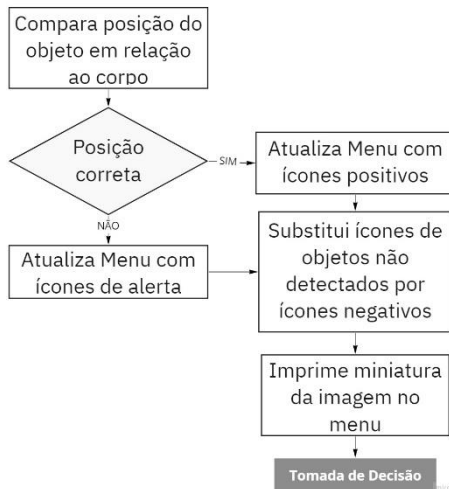 Compara posição do
objeto em relação
ao corpo
Posição
correta
SIM
Atualiza Menu com
ícones positivos
NÃO
Atualiza Menu com
ícones de alerta
Substitui ícones de
objetos não
detectados por
ícones negativos
Imprime miniatura
da imagem no
menu
Tomada de Decisão